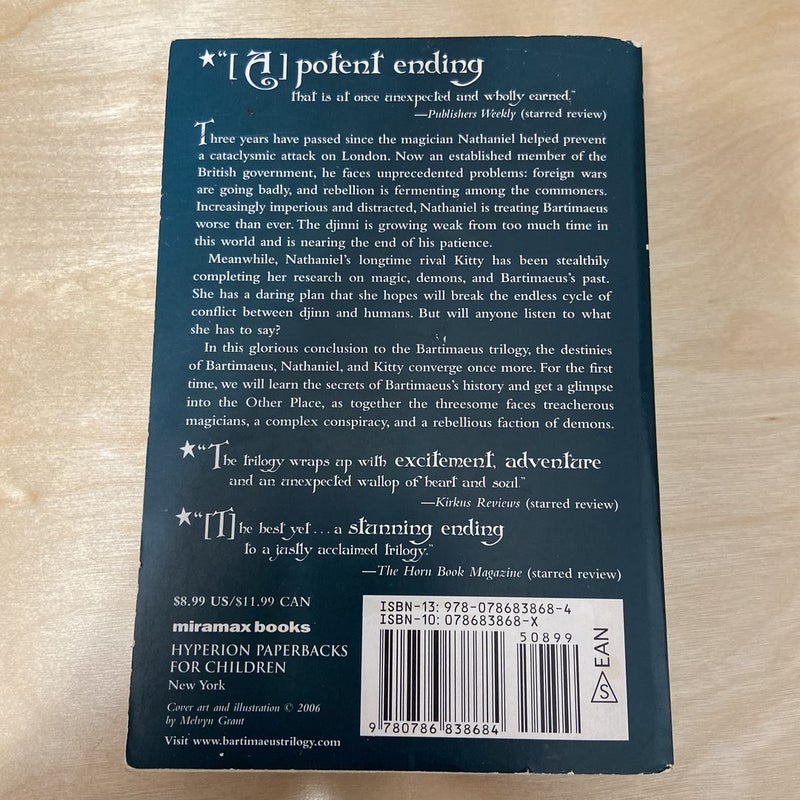 ★"[A] potent ending
that is at once unexpected and wholly earned."
—Publishers Weekly (starred review)
Three years have passed since the magician Nathaniel helped prevent
a cataclysmic attack on London. Now an established member of the
British government, he faces unprecedented problems: foreign wars
are going badly, and rebellion is fermenting among the commoners.
Increasingly imperious and distracted, Nathaniel is treating Bartimaeus
worse than ever. The djinni is growing weak from too much time in
this world and is nearing the end of his patience.
Meanwhile, Nathaniel's longtime rival Kitty has been stealthily
completing her research on magic, demons, and Bartimaeus's past.
She has a daring plan that she hopes will break the endless cycle of
conflict between djinn and humans. But will anyone listen to what
she has to say?
In this glorious conclusion to the Bartimaeus trilogy, the destinies
of Bartimaeus, Nathaniel, and Kitty converge once more. For the first
time, we will learn the secrets of Bartimaeus's history and get a glimpse
into the Other Place, as together the threesome faces treacherous
magicians, a complex conspiracy, and a rebellious faction of demons.
★"The trilogy wraps up with excitement, adventure
and an unexpected wallop of heart and soul."
—Kirkus Reviews (starred review)
★"[T]he best yet . . . a stunning ending
to a justly acclaimed trilogy."
—The Horn Book Magazine (starred review)
$8.99 US/$11.99 CAN
miramax books
HYPERION PAPERBACKS
FOR CHILDREN
New York
Cover art and illustration © 2006
by Melvyn Grant
Visit www.bartimaeustrilogy.com
ISBN-13: 978-078683868-4
ISBN-10: 078683868-X
50899
9 780786 838684
S EAN